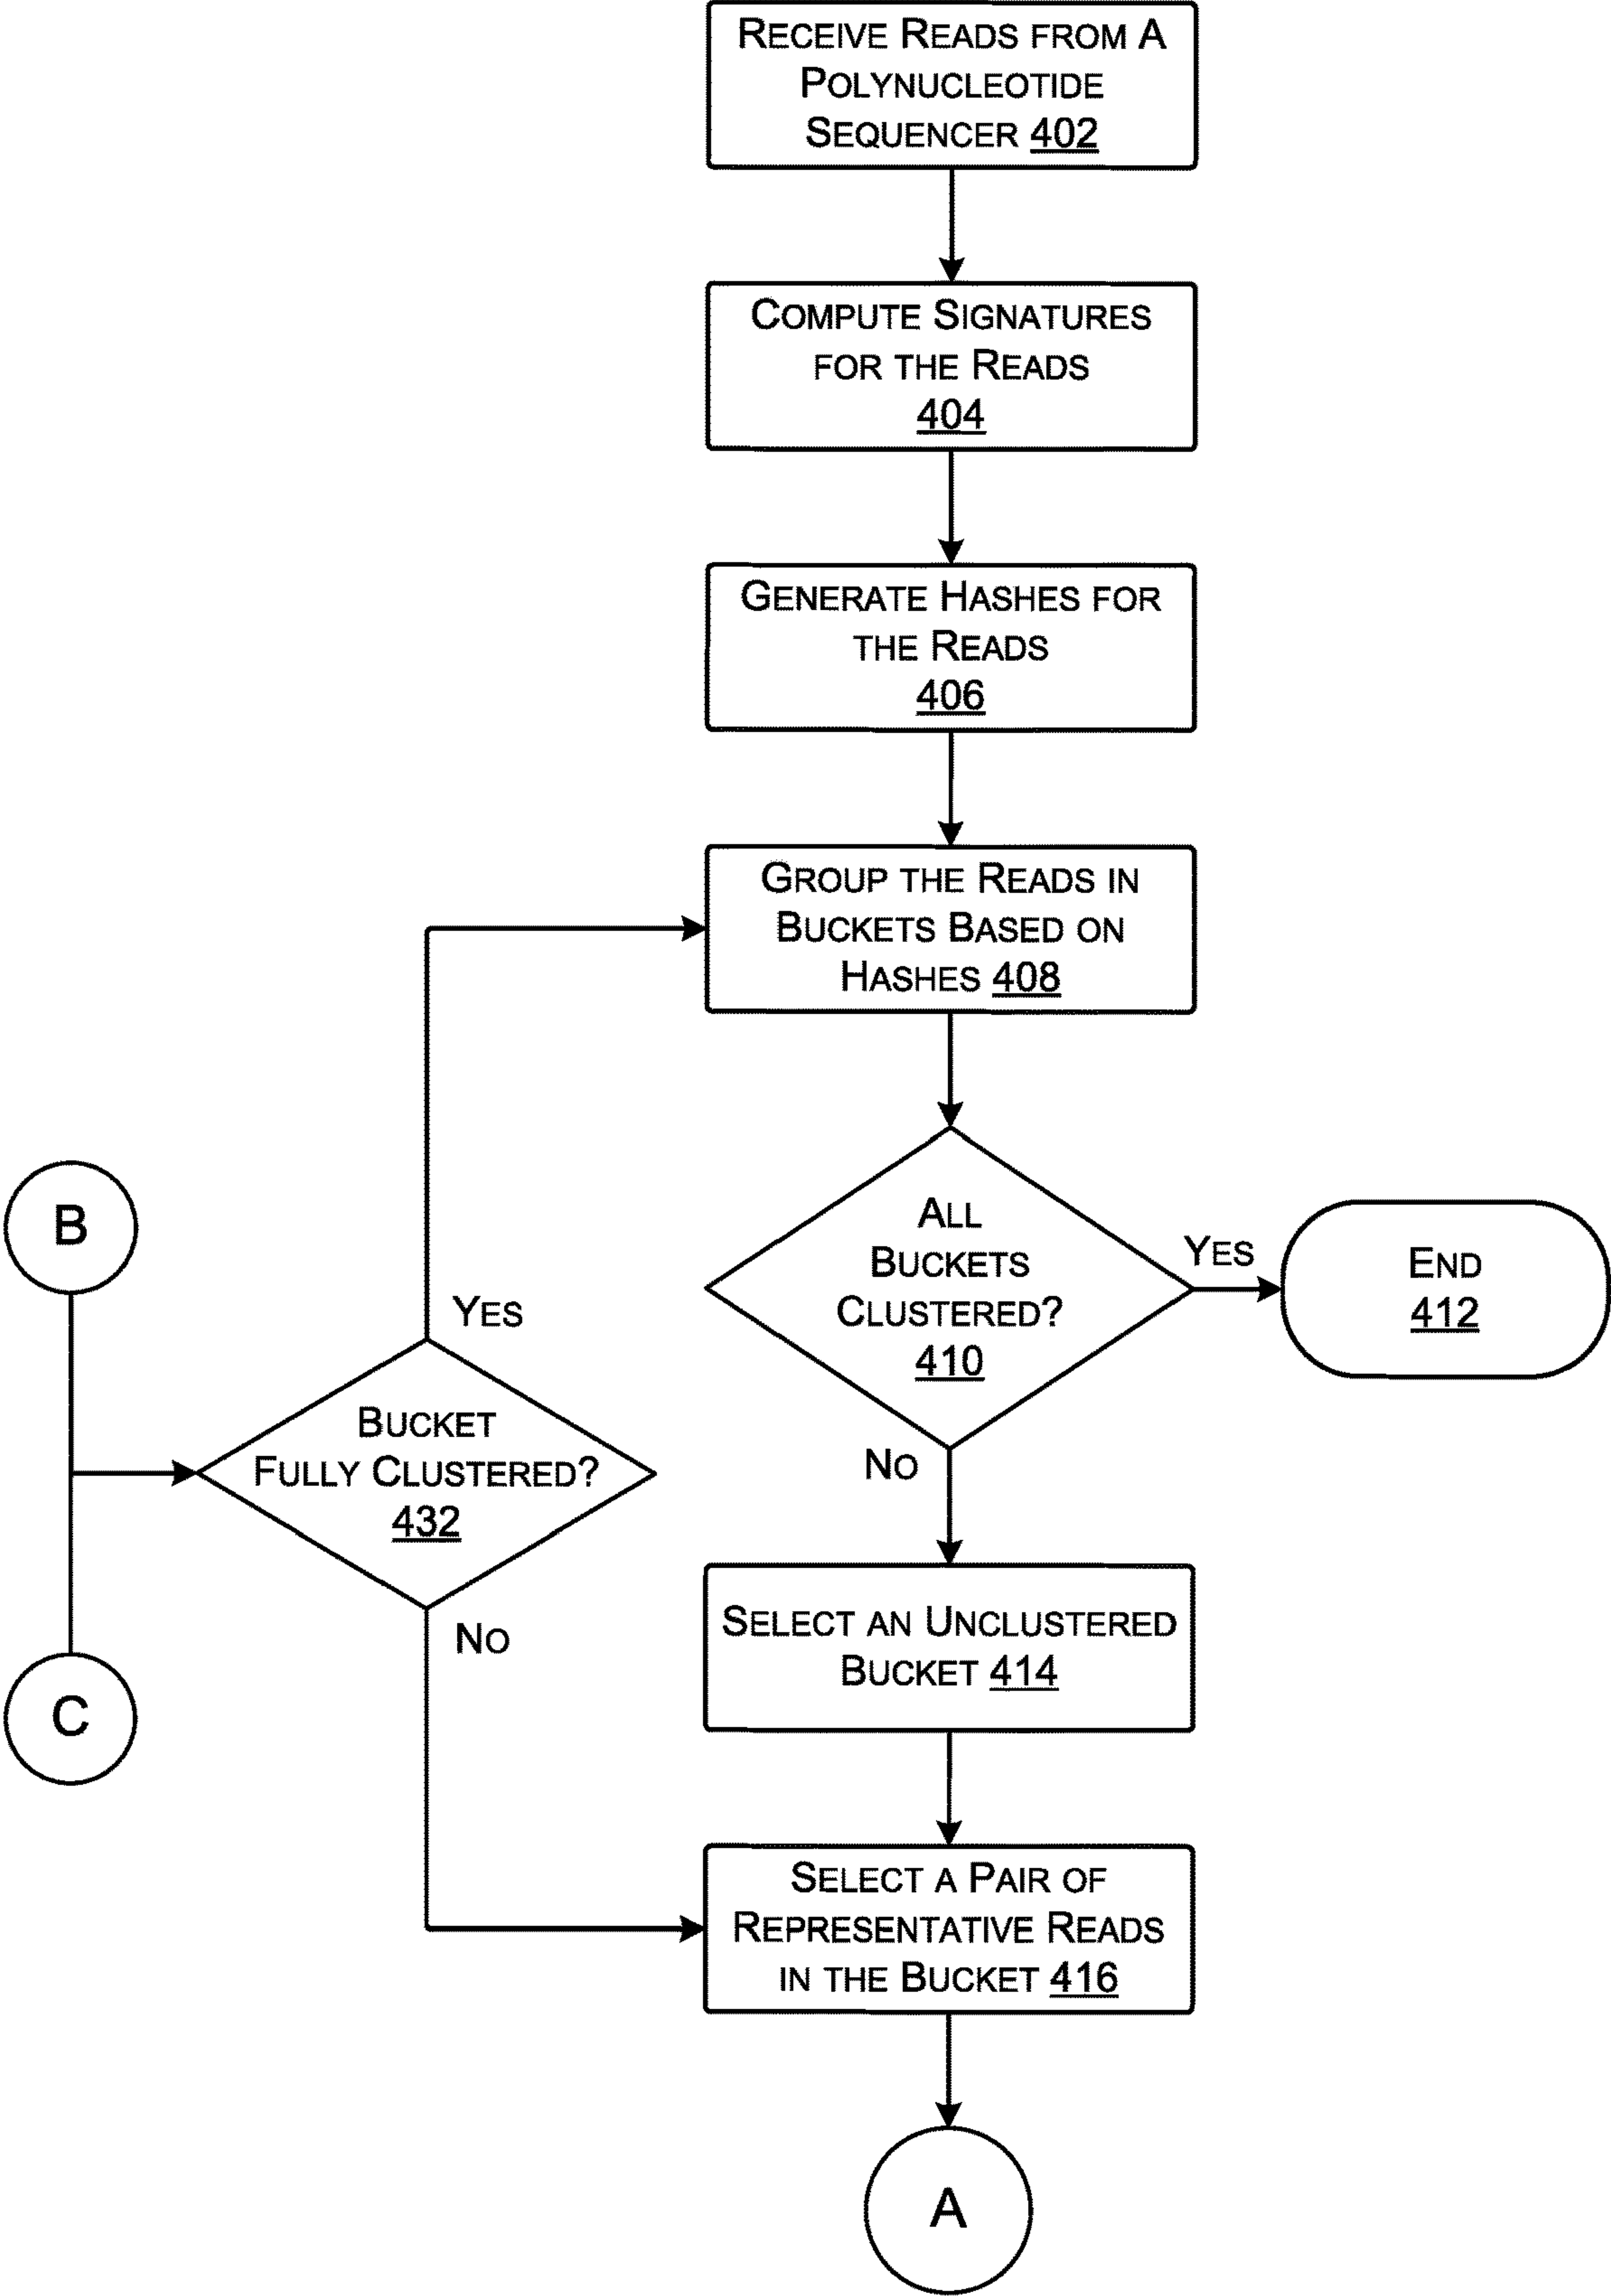 RECEIVE READS FROM A
POLYNUCLEOTIDE
SEQUENCER 402
COMPUTE SIGNATURES
FOR THE READS
404
GENERATE HASHES FOR
THE READS
406
GROUP THE READS IN
BUCKETS BASED ON
HASHES 408
ALL
BUCKETS
CLUSTERED?
410
YES
END
412
NO
B
C
YES
BUCKET
FULLY CLUSTERED?
432
NO
SELECT AN UNCLUSTERED
BUCKET 414
SELECT A PAIR OF
REPRESENTATIVE READS
IN THE BUCKET 416
A